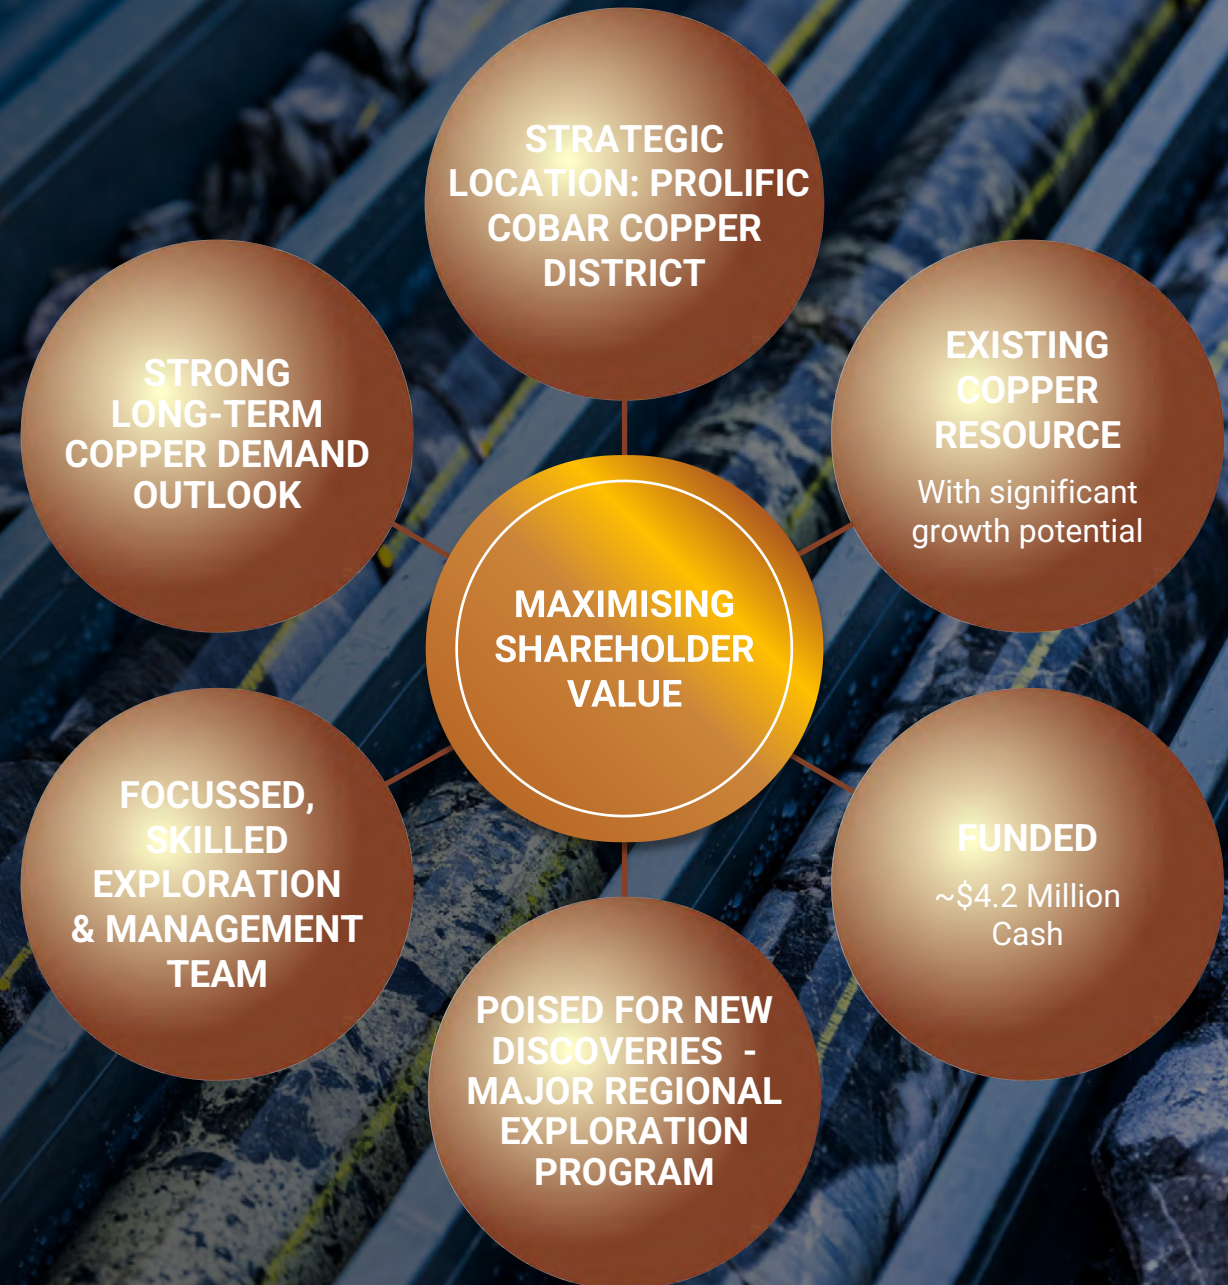 STRATEGIC
LOCATION: PROLIFIC
COBAR COPPER
DISTRICT
EXISTING
COPPER
RESOURCE
With significant
growth potential
FUNDED
~$4.2 Million
Cash
POISED FOR NEW
DISCOVERIES -
MAJOR REGIONAL
EXPLORATION
PROGRAM
FOCUSSED,
SKILLED
EXPLORATION
& MANAGEMENT
TEAM
STRONG
LONG-TERM
COPPER DEMAND
OUTLOOK
MAXIMISING
SHAREHOLDER
VALUE